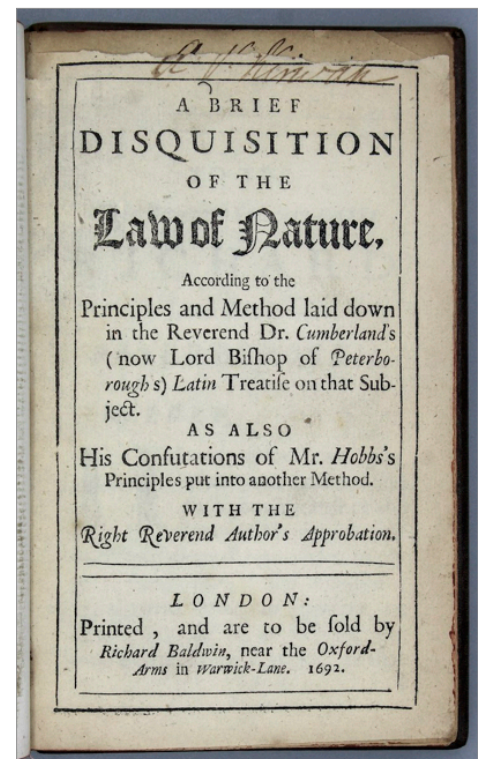 A BRIEF
DISQUISITION
OF THE
Law of Nature,
According to the
Principles and Method laid down
in the Reverend Dr. Cumberland's
( now Lord Biſhop of Peterbo-
rough's) Latin Treatiſe on that Sub-
ject.
AS ALSO
His Confutations of Mr. Hobbs's
Principles put into another Method.
WITH THE
Right Reverend Author's Approbation.
LONDON:
Printed , and are to be ſold by
Richard Baldwin, near the Oxford-
Arms in Warwick-Lane. 1692.